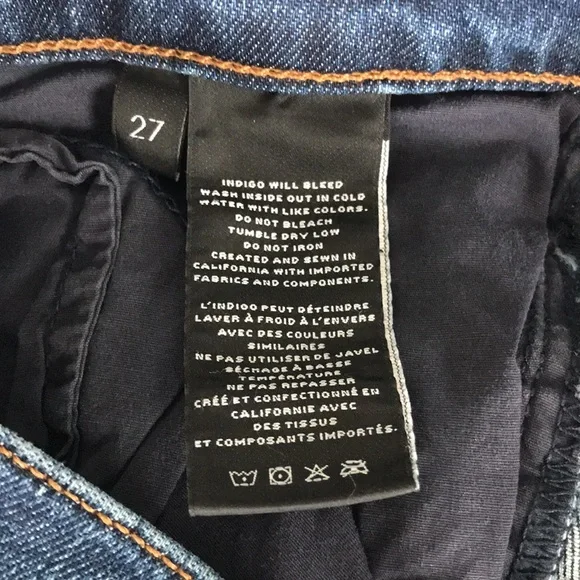 27
INDIGO WILL BLEED
WASH INSIDE OUT IN COLD
WATER WITH LIKE COLORS.
DO NOT BLEACH
TUMBLE DRY LOW
DO NOT IRON
CREATED AND SEWN IN
CALIFORNIA WITH IMPORTED
FABRICS AND COMPONENTS.
L'INDIGO PEUT DÉTEINDRE
LAVER À FROID À L'ENVERS
AVEC DES COULEURS
SIMILAIRES
NE PAS UTILISER DE JAVEL
SÉCHAGE À BASSE
TEMPÉRATURE
NE PAS REPASSER
CRÉÉ ET CONFECTIONNÉ EN
CALIFORNIE AVEC
DES TISSUS
ET COMPOSANTS IMPORTÉS.